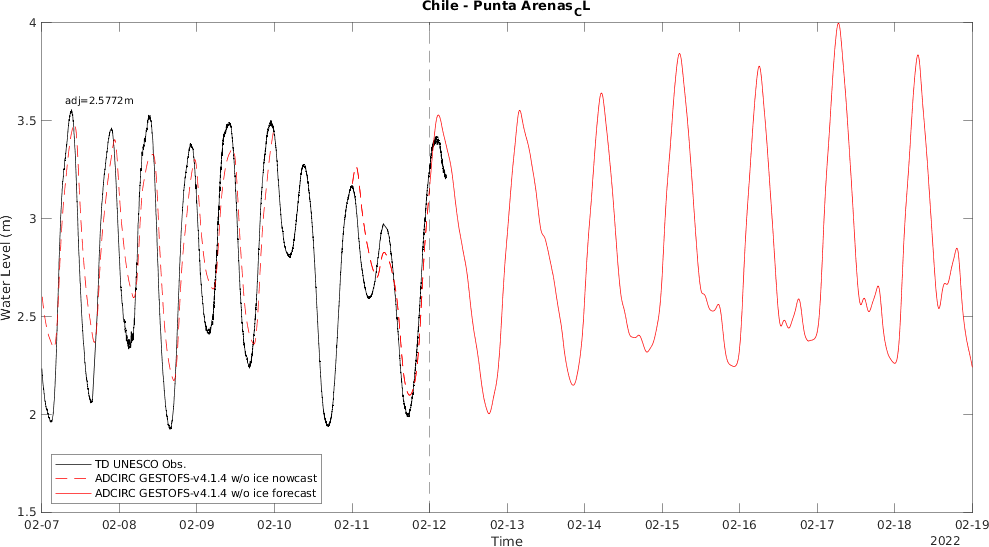 Chile - Punta Arenas_CL
adj=2.5772m
Water Level (m)
4
3.5
3
2.5
2
1.5
TD UNESCO Obs.
ADCIRC GESTOFS-v4.1.4 w/o ice nowcast
ADCIRC GESTOFS-v4.1.4 w/o ice forecast
02-07 02-08 02-09 02-10 02-11 02-12 02-13 02-14 02-15 02-16 02-17 02-18 02-19
Time
2022